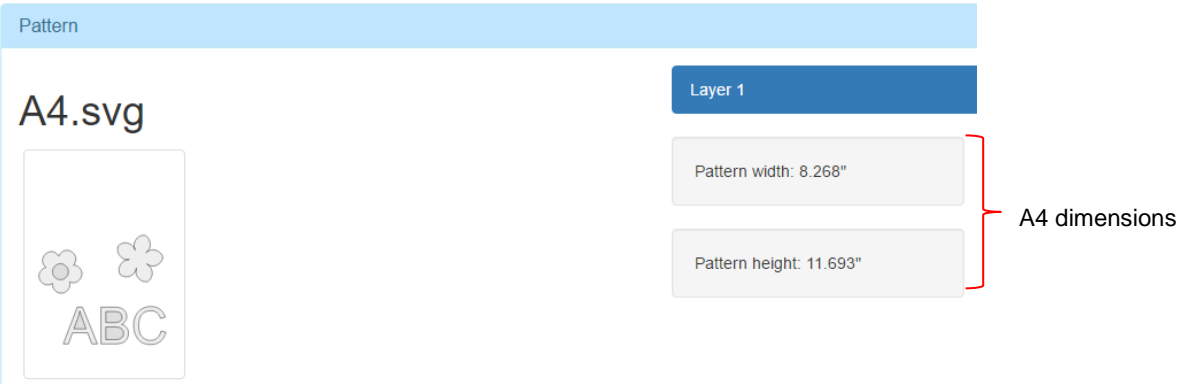 Pattern
A4.svg
ABC
Layer 1
Pattern width: 8.268"
Pattern height: 11.693"
A4 dimensions